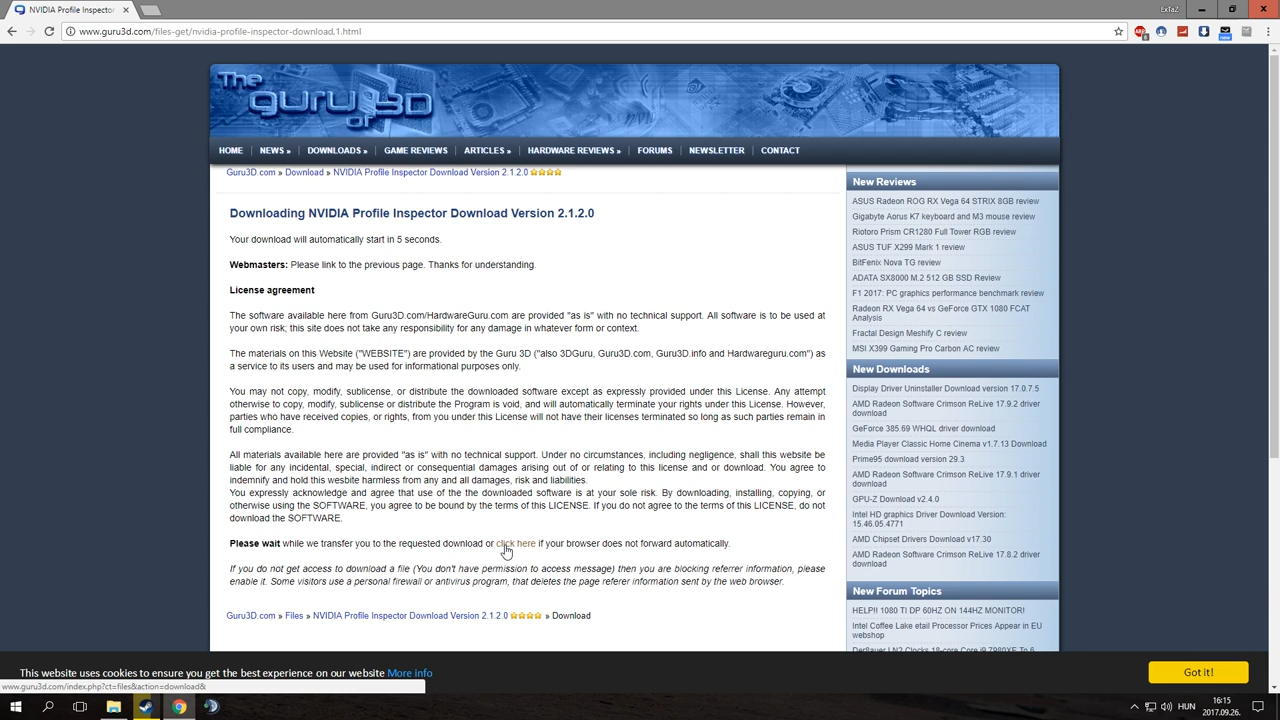 NVIDIA Profile Inspector
ExTaZ
www.guru3d.com/files-get/nvidia-profile-inspector-download,1.html
The
guru3D
of
HOME
NEWS »
DOWNLOADS »
GAME REVIEWS
ARTICLES »
HARDWARE REVIEWS »
FORUMS
NEWSLETTER
CONTACT
Guru3D.com » Download » NVIDIA Profile Inspector Download Version 2.1.2.0
Downloading NVIDIA Profile Inspector Download Version 2.1.2.0
Your download will automatically start in 5 seconds.
Webmasters: Please link to the previous page. Thanks for understanding.
License agreement
The software available here from Guru3D.com/HardwareGuru.com are provided "as is" with no technical support. All software is to be used at
your own risk; this site does not take any responsibility for any damage in whatever form or context.
The materials on this Website ("WEBSITE") are provided by the Guru 3D ("also 3DGuru, Guru3D.com, Guru3D.info and Hardwareguru.com") as
a service to its users and may be used for informational purposes only.
You may not copy, modify, sublicense, or distribute the downloaded software except as expressly provided under this License. Any attempt
otherwise to copy, modify, sublicense or distribute the Program is void, and will automatically terminate your rights under this License. However,
parties who have received copies, or rights, from you under this License will not have their licenses terminated so long as such parties remain in
full compliance.
All materials available here are provided "as is" with no technical support. Under no circumstances, including negligence, shall this website be
liable for any incidental, special, indirect or consequential damages arising out of or relating to this license and or download. You agree to
indemnify and hold this wesbite harmless from any and all damages, risk and liabilities.
You expressly acknowledge and agree that use of the the downloaded software is at your sole risk. By downloading, installing, copying, or
otherwise using the SOFTWARE, you agree to be bound by the terms of this LICENSE. If you do not agree to the terms of this LICENSE, do not
download the SOFTWARE.
Please wait while we transfer you to the requested download or click here if your browser does not forward automatically.
If you do not get access to download a file (You don't have permission to access message) then you are blocking referrer information, please
enable it. Some visitors use a personal firewall or antivirus program, that deletes the page referer information sent by the web browser.
Guru3D.com » Files » NVIDIA Profile Inspector Download Version 2.1.2.0 » Download
New Reviews
ASUS Radeon ROG RX Vega 64 STRIX 8GB review
Gigabyte Aorus K7 keyboard and M3 mouse review
Riotoro Prism CR1280 Full Tower RGB review
ASUS TUF X299 Mark 1 review
BitFenix Nova TG review
ADATA SX8000 M.2 512 GB SSD Review
F1 2017: PC graphics performance benchmark review
Radeon RX Vega 64 vs GeForce GTX 1080 FCAT
Analysis
Fractal Design Meshify C review
MSI X399 Gaming Pro Carbon AC review
New Downloads
Display Driver Uninstaller Download version 17.0.7.5
AMD Radeon Software Crimson ReLive 17.9.2 driver
download
GeForce 385.69 WHQL driver download
Media Player Classic Home Cinema v1.7.13 Download
Prime95 download version 29.3
AMD Radeon Software Crimson ReLive 17.9.1 driver
download
GPU-Z Download v2.4.0
Intel HD graphics Driver Download Version:
15.46.05.4771
AMD Chipset Drivers Download v17.30
AMD Radeon Software Crimson ReLive 17.8.2 driver
download
New Forum Topics
HELP!! 1080 TI DP 60HZ ON 144HZ MONITOR!
Intel Coffee Lake etail Processor Prices Appear in EU
webshop
Der8auer LN2 Clocks 18-core Core i9 7980XE To 6
This website uses cookies to ensure you get the best experience on our website More info
Got it!
www.guru3d.com/index.php?ct=files&action=download&
HUN
16:15
2017.09.26.